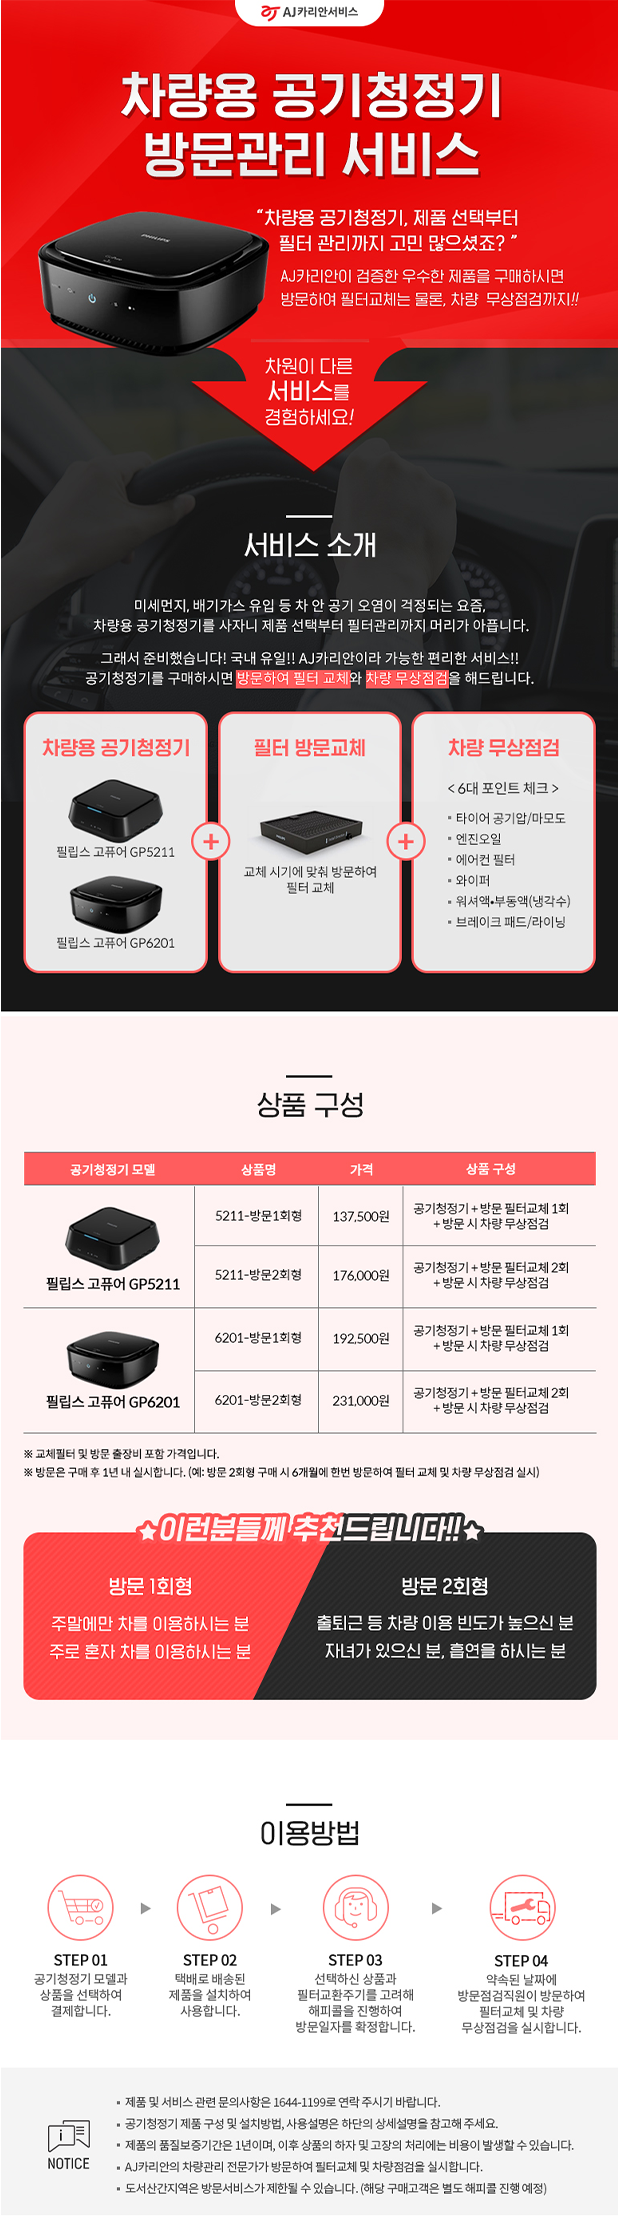 AJ카리안서비스
차량용 공기청정기
방문관리 서비스
“차량용 공기청정기, 제품 선택부터
필터 관리까지 고민 많으셨죠? ”
AJ카리안이 검증한 우수한 제품을 구매하시면
방문하여 필터교체는 물론, 차량 무상점검까지!!
PHILIPS
차원이 다른
서비스를
경험하세요!
서비스 소개
미세먼지, 배기가스 유입 등 차 안 공기 오염이 걱정되는 요즘,
차량용 공기청정기를 사자니 제품 선택부터 필터관리까지 머리가 아픕니다.
그래서 준비했습니다! 국내 유일!! AJ카리안이라 가능한 편리한 서비스!!
공기청정기를 구매하시면 방문하여 필터 교체와 차량 무상점검을 해드립니다.
차량용 공기청정기
필립스 고퓨어 GP5211
필립스 고퓨어 GP6201
+
필터 방문교체
교체 시기에 맞춰 방문하여
필터 교체
+
차량 무상점검
< 6대 포인트 체크 >
▪ 타이어 공기압/마모도
▪ 엔진오일
▪ 에어컨 필터
▪ 와이퍼
▪ 워셔액•부동액(냉각수)
▪ 브레이크 패드/라이닝
상품 구성
공기청정기 모델 상품명 가격 상품 구성
필립스 고퓨어 GP5211
5211-방문1회형 137,500원 공기청정기 + 방문 필터교체 1회
+ 방문 시 차량 무상점검
5211-방문2회형 176,000원 공기청정기 + 방문 필터교체 2회
+ 방문 시 차량 무상점검
필립스 고퓨어 GP6201
6201-방문1회형 192,500원 공기청정기 + 방문 필터교체 1회
+ 방문 시 차량 무상점검
6201-방문2회형 231,000원 공기청정기 + 방문 필터교체 2회
+ 방문 시 차량 무상점검
※ 교체필터 및 방문 출장비 포함 가격입니다.
※ 방문은 구매 후 1년 내 실시합니다. (예: 방문 2회형 구매 시 6개월에 한번 방문하여 필터 교체 및 차량 무상점검 실시)
★이런분들께 추천드립니다!!★
방문 1회형
주말에만 차를 이용하시는 분
주로 혼자 차를 이용하시는 분
방문 2회형
출퇴근 등 차량 이용 빈도가 높으신 분
자녀가 있으신 분, 흡연을 하시는 분
이용방법
STEP 01
공기청정기 모델과
상품을 선택하여
결제합니다.
STEP 02
택배로 배송된
제품을 설치하여
사용합니다.
STEP 03
선택하신 상품과
필터교환주기를 고려해
해피콜을 진행하여
방문일자를 확정합니다.
STEP 04
약속된 날짜에
방문점검직원이 방문하여
필터교체 및 차량
무상점검을 실시합니다.
NOTICE
▪ 제품 및 서비스 관련 문의사항은 1644-1199로 연락 주시기 바랍니다.
▪ 공기청정기 제품 구성 및 설치방법, 사용설명은 하단의 상세설명을 참고해 주세요.
▪ 제품의 품질보증기간은 1년이며, 이후 상품의 하자 및 고장의 처리에는 비용이 발생할 수 있습니다.
▪ AJ카리안의 차량관리 전문가가 방문하여 필터교체 및 차량점검을 실시합니다.
▪ 도서산간지역은 방문서비스가 제한될 수 있습니다. (해당 구매고객은 별도 해피콜 진행 예정)